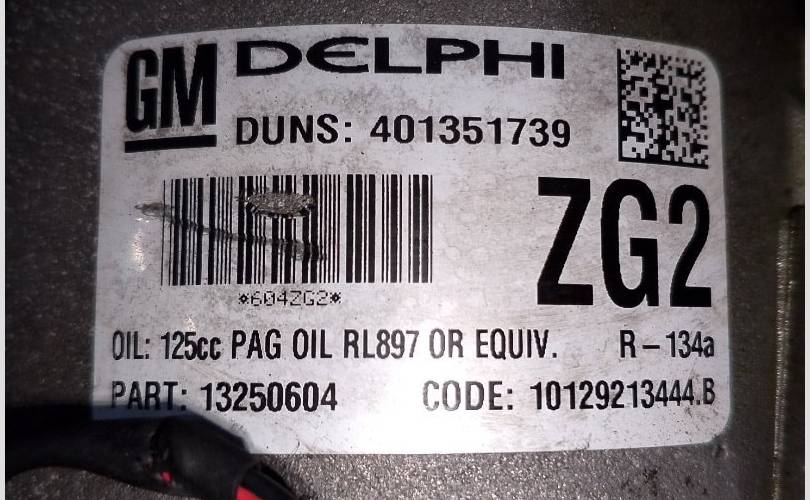 GM DELPHI
DUNS: 401351739
ZG2
*604ZG2*
OIL: 125cc PAG OIL RL897 OR EQUIV. R-134a
PART: 13250604 CODE: 10129213444.B